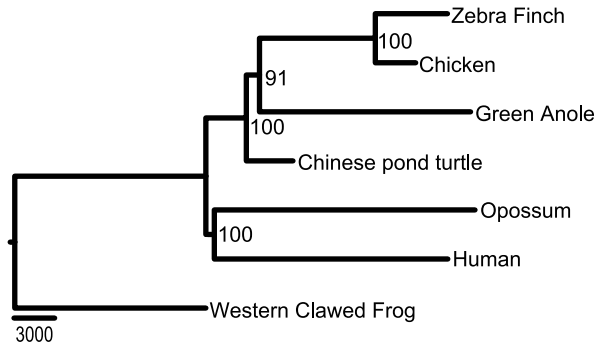 Zebra Finch
100
Chicken
91
Green Anole
100
Chinese pond turtle
Opossum
100
Human
Western Clawed Frog
3000